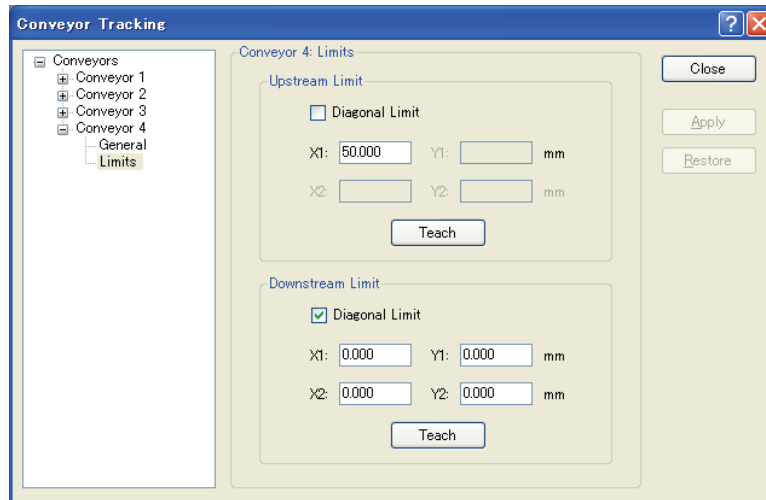 Conveyor Tracking
Conveyors
Conveyor 1
Conveyor 2
Conveyor 3
Conveyor 4
General
Limits
Conveyor 4: Limits
Upstream Limit
Diagonal Limit
X1: 50.000 Y1: mm
X2: Y2: mm
Teach
Downstream Limit
Diagonal Limit
X1: 0.000 Y1: 0.000 mm
X2: 0.000 Y2: 0.000 mm
Teach
Close
Apply
Restore